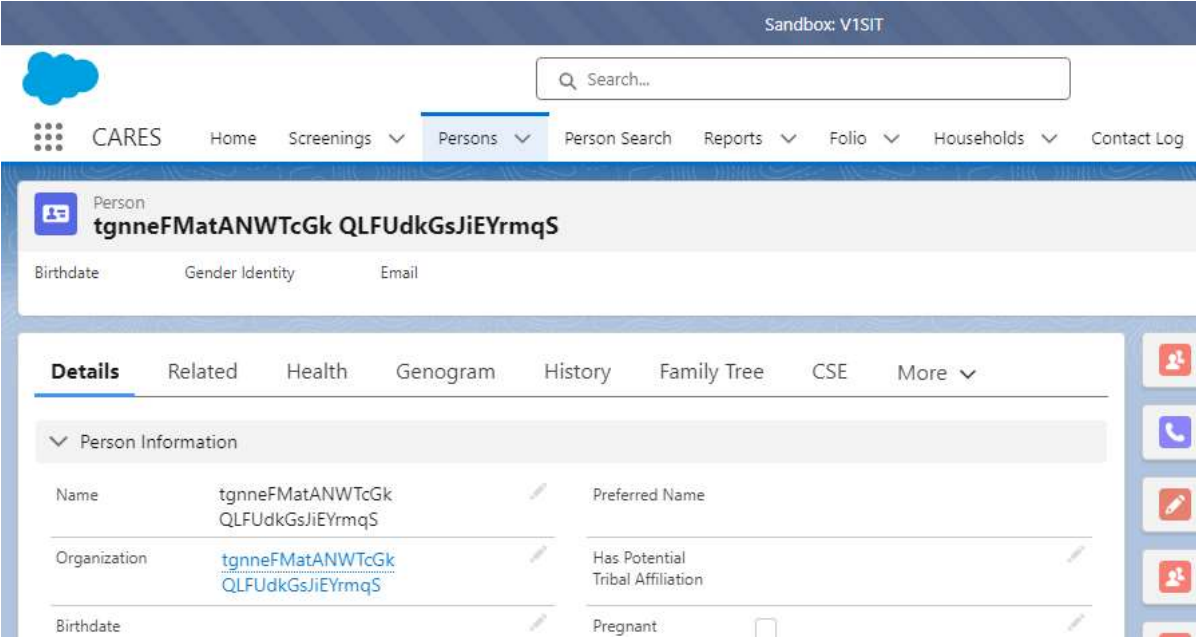 Sandbox: V1SIT
Search...
CARES Home Screenings Persons Person Search Reports Folio Households Contact Log
Person
tgnneFMatANWTcGk QLFUdkGsJiEYrmqS
Birthdate Gender Identity Email
Details Related Health Genogram History Family Tree CSE More
Person Information
Name tgnneFMatANWTcGk Preferred Name
QLFUdkGsJiEYrmqS
Organization tgnneFMatANWTcGk Has Potential
QLFUdkGsJiEYrmqS Tribal Affiliation
Birthdate Pregnant